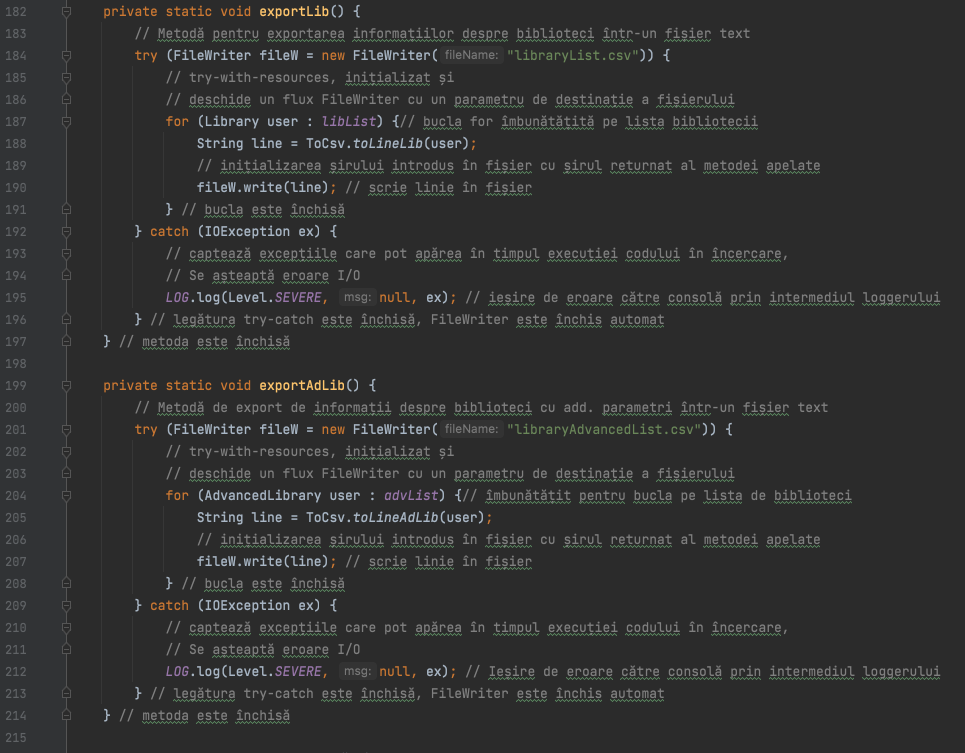 182 private static void exportLib() {
183 // Metodă pentru exportarea informațiilor despre biblioteci într-un fișier text
184 try (FileWriter fileW = new FileWriter( fileName: "libraryList.csv")) {
185 // try-with-resources, inițializat și
186 // deschide un flux FileWriter cu un parametru de destinație a fișierului
187 for (Library user : libList) {// bucla for îmbunătățită pe lista bibliotecii
188 String line = ToCsv.toLineLib(user);
189 // inițializarea șirului introdus în fișier cu șirul returnat al metodei apelate
190 fileW.write(line); // scrie linie în fișier
191 } // bucla este închisă
192 } catch (IOException ex) {
193 // captează excepțiile care pot apărea în timpul execuției codului în încercare,
194 // Se așteaptă eroare I/O
195 LOG.log(Level.SEVERE, msg: null, ex); // ieșire de eroare către consolă prin intermediul loggerului
196 } // legătura try-catch este închisă, FileWriter este închis automat
197 } // metoda este închisă
198
199 private static void exportAdLib() {
200 // Metodă de export de informații despre biblioteci cu add. parametri într-un fișier text
201 try (FileWriter fileW = new FileWriter( fileName: "libraryAdvancedList.csv")) {
202 // try-with-resources, inițializat și
203 // deschide un flux FileWriter cu un parametru de destinație a fișierului
204 for (AdvancedLibrary user : advList) {// îmbunătățit pentru bucla pe lista de biblioteci
205 String line = ToCsv.toLineAdLib(user);
206 // inițializarea șirului introdus în fișier cu șirul returnat al metodei apelate
207 fileW.write(line); // scrie linie în fișier
208 } // bucla este închisă
209 } catch (IOException ex) {
210 // captează excepțiile care pot apărea în timpul execuției codului în încercare,
211 // Se așteaptă eroare I/O
212 LOG.log(Level.SEVERE, msg: null, ex); // Ieșire de eroare către consolă prin intermediul loggerului
213 } // legătura try-catch este închisă, FileWriter este închis automat
214 } // metoda este închisă
215